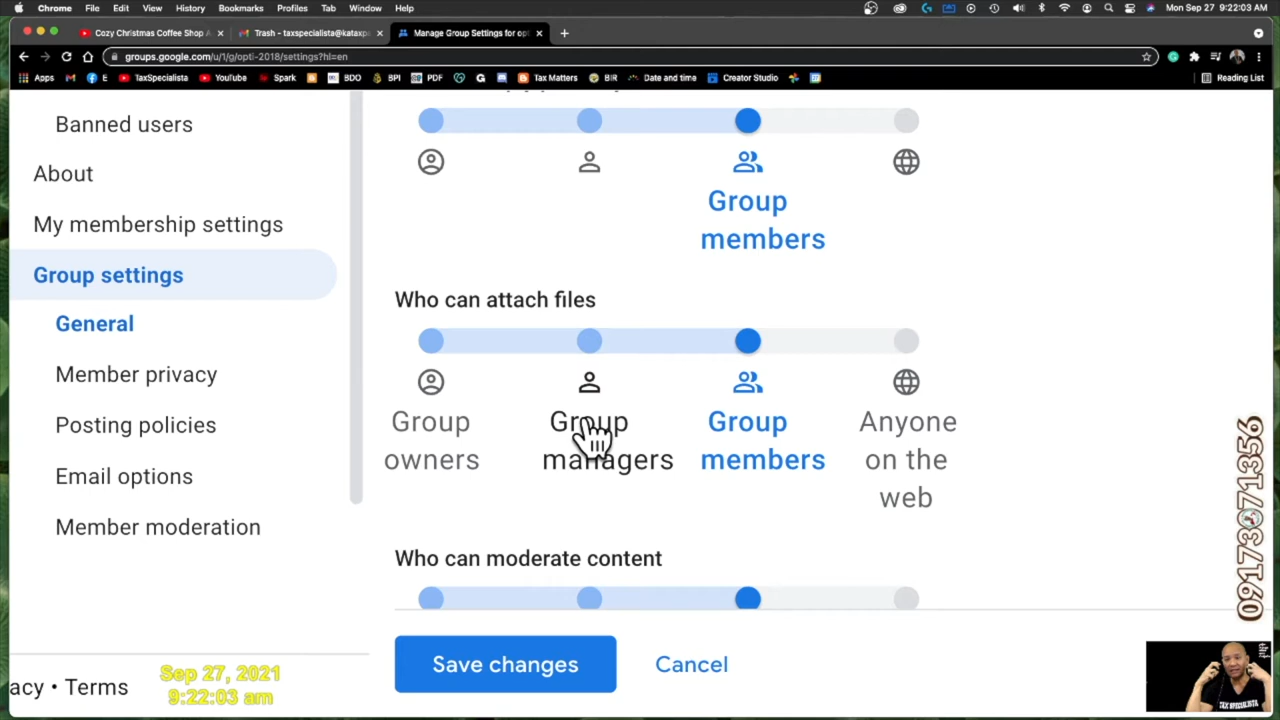 Chrome File Edit View History Bookmarks Profiles Tab Window Help
Mon Sep 27 9:22:03 AM
Cozy Christmas Coffee Shop A
Trash - taxspecialista@kataxp
Manage Group Settings for opt
groups.google.com/u/1/g/opti-2018/settings?hl=en
Apps
E
TaxSpecialista
YouTube
Spark
BDO
BPI
PDF
Tax Matters
BIR
Date and time
Creator Studio
Reading List
Banned users
About
My membership settings
Group settings
General
Member privacy
Posting policies
Email options
Member moderation
acy • Terms
Sep 27, 2021
9:22:03 am
Group
members
Who can attach files
Group
owners
Group
managers
Group
members
Anyone
on the
web
Who can moderate content
Save changes
Cancel
09173071356
TAX SPECIALISTA